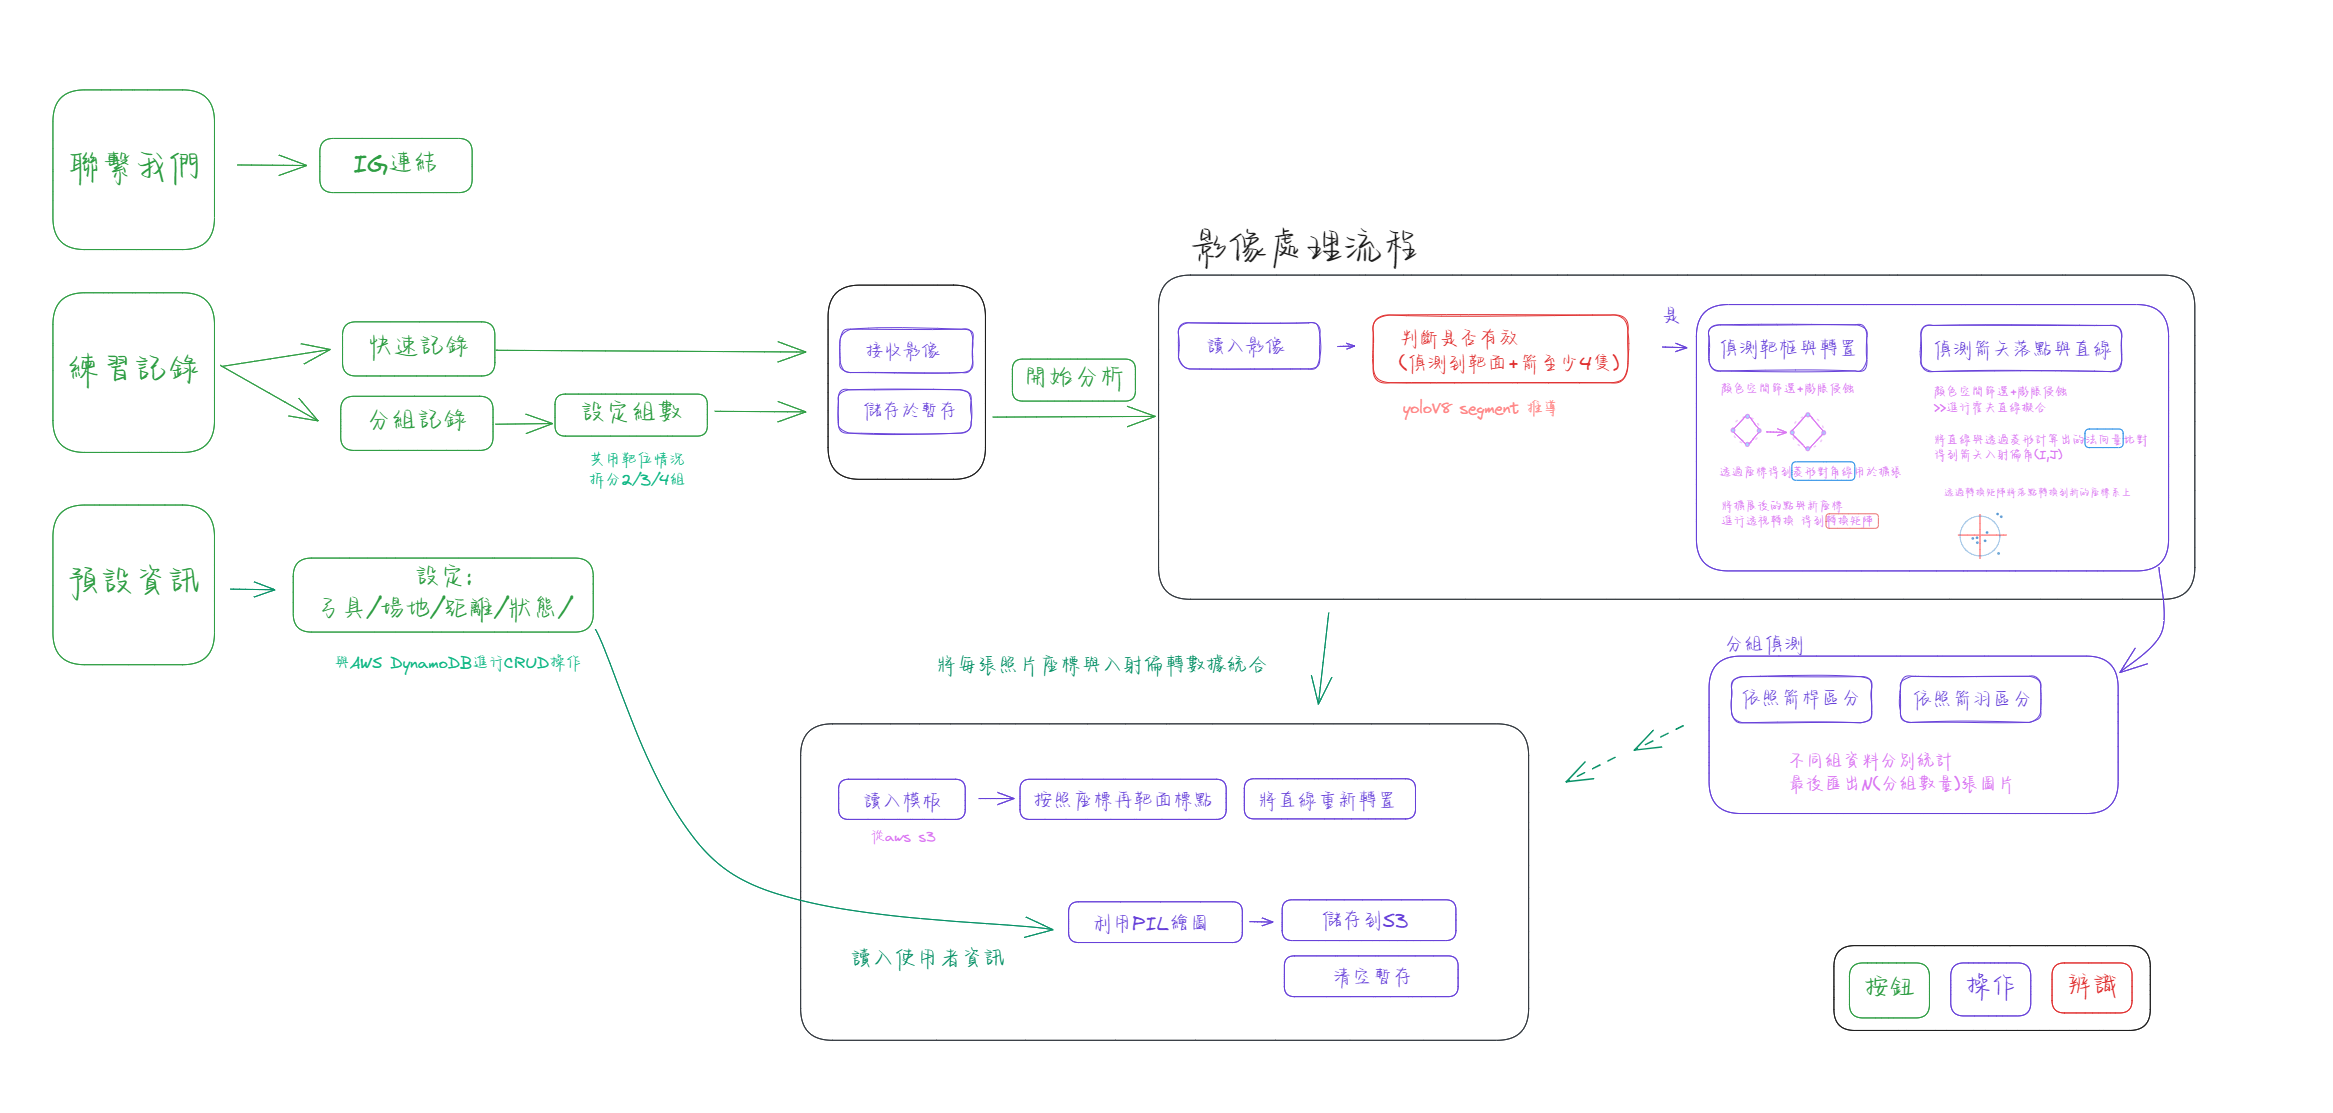 聯繫我們
IG連結
練習記錄
快速記錄
分組記錄
設定組數
共用靶位情況
拆分2/3/4組
預設資訊
設定:
弓具/場地/距離/狀態/
與AWS DynamoDB進行CRUD操作
接收影像
儲存於暫存
開始分析
影像處理流程
讀入影像
判斷是否有效
(偵測到靶面+箭至少4隻)
yoloV8 segment 推導
是
偵測靶框與轉置
顏色空間篩選+膨脹侵蝕
透過座標得到菱形對角線用於擴張
將擴展後的點與新座標
進行透視轉換 得到轉換矩陣
偵測箭矢落點與直線
顏色空間篩選+膨脹侵蝕
>>進行霍夫直線擬合
將直線與透過菱形計算出的法向量比對
得到箭矢入射偏角(I,J)
透過轉換矩陣將落點轉換到新的座標系上
分組偵測
依照箭桿區分
依照箭羽區分
不同組資料分別統計
最後匯出N(分組數量)張圖片
將每張照片座標與入射偏轉數據統合
讀入模板
從aws s3
按照座標再靶面標點
將直線重新轉置
讀入使用者資訊
利用PIL繪圖
儲存到S3
清空暫存
按鈕
操作
辨識